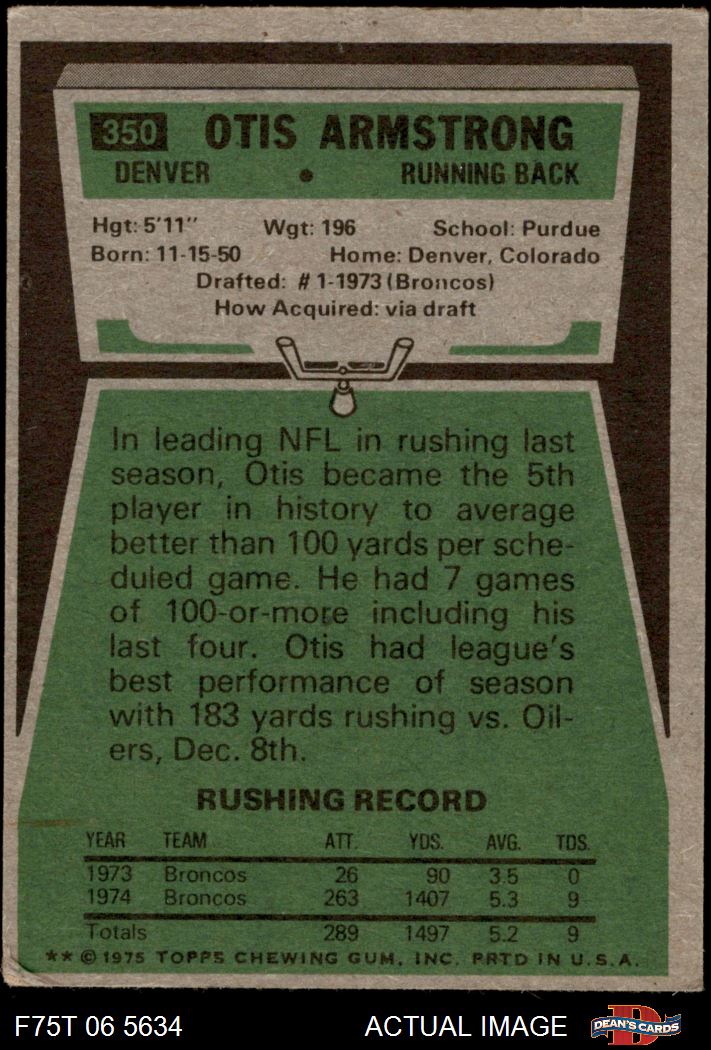 350 OTIS ARMSTRONG
DENVER • RUNNING BACK
Hgt: 5'11" Wgt: 196 School: Purdue
Born: 11-15-50 Home: Denver, Colorado
Drafted: #1-1973 (Broncos)
How Acquired: via draft
In leading NFL in rushing last
season, Otis became the 5th
player in history to average
better than 100 yards per sche-
duled game. He had 7 games
of 100-or-more including his
last four. Otis had league's
best performance of season
with 183 yards rushing vs. Oil-
ers, Dec. 8th.
RUSHING RECORD
YEAR TEAM ATT. YDS. AVG. TDS.
1973 Broncos 26 90 3.5 0
1974 Broncos 263 1407 5.3 9
Totals 289 1497 5.2 9
** © 1975 TOPPS CHEWING GUM, INC. PRTD IN U.S.A.
F75T 06 5634 ACTUAL IMAGE D DEAN'S CARDS